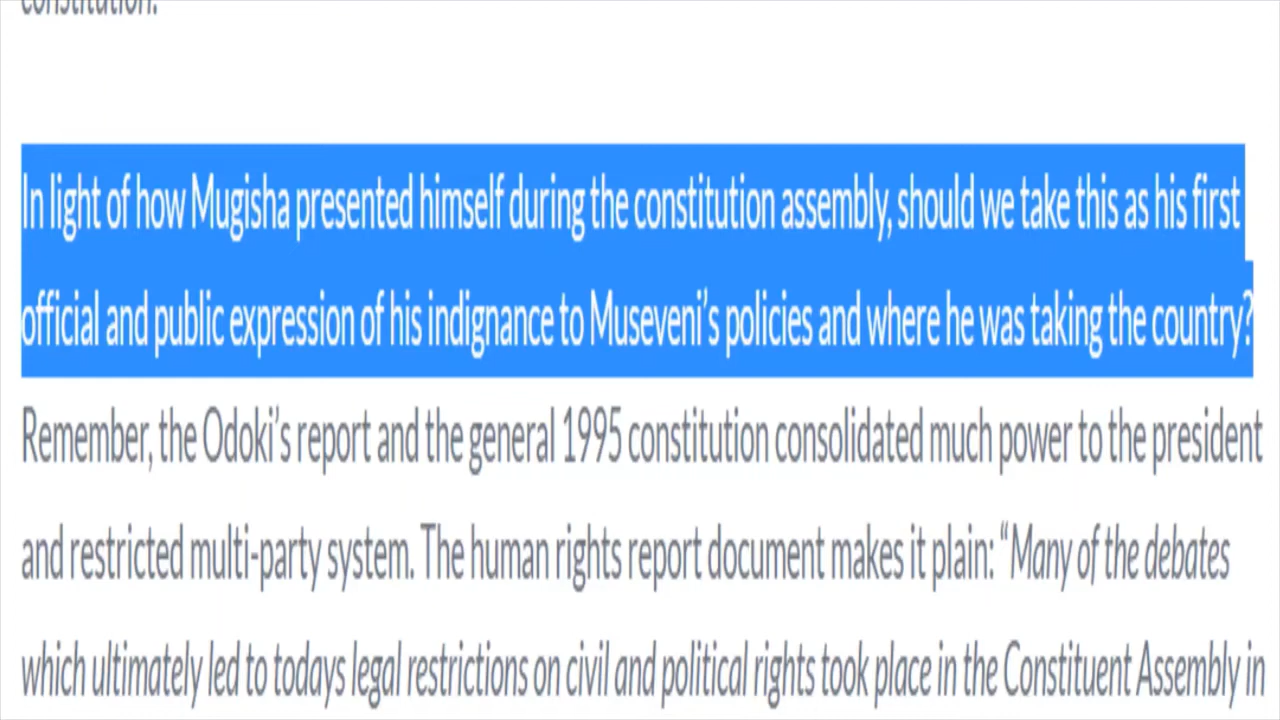 constitution.
In light of how Mugisha presented himself during the constitution assembly, should we take this as his first
official and public expression of his indignance to Museveni’s policies and where he was taking the country?
Remember, the Odoki’s report and the general 1995 constitution consolidated much power to the president
and restricted multi-party system. The human rights report document makes it plain: “Many of the debates
which ultimately led to todays legal restrictions on civil and political rights took place in the Constituent Assembly in